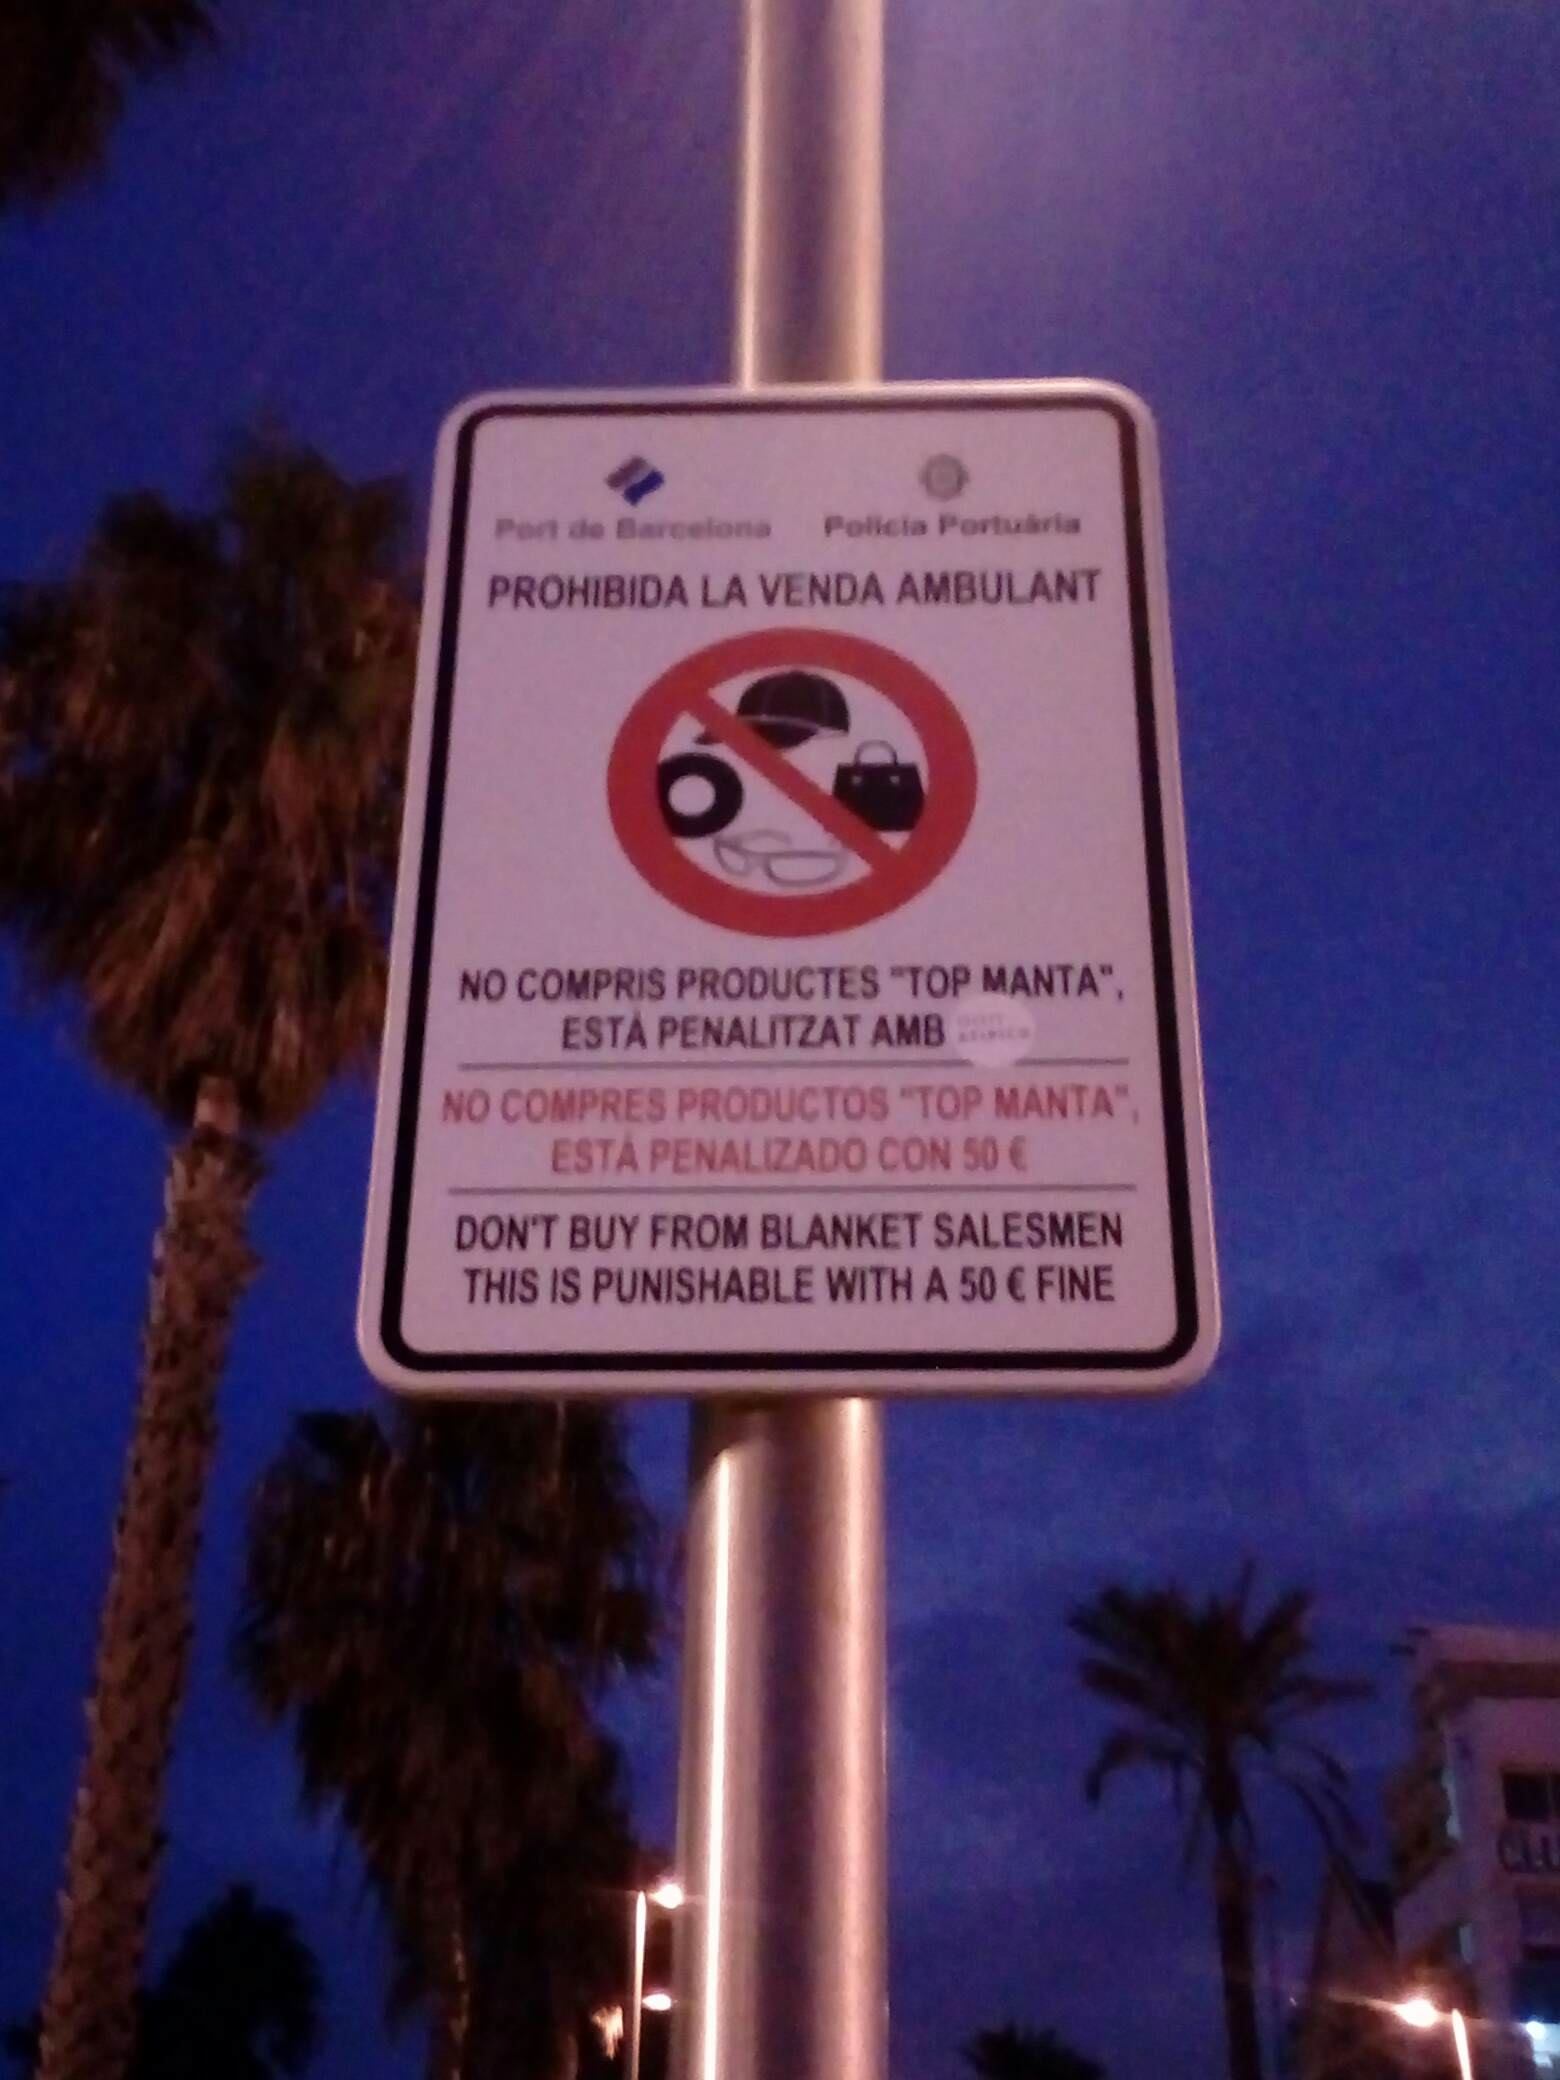 Port de Barcelona
Policia Portuària
PROHIBIDA LA VENDA AMBULANT
NO COMPRIS PRODUCTES "TOP MANTA",
ESTÀ PENALITZAT AMB
NO COMPRES PRODUCTOS "TOP MANTA",
ESTÁ PENALIZADO CON 50 €
DON'T BUY FROM BLANKET SALESMEN
THIS IS PUNISHABLE WITH A 50 € FINE